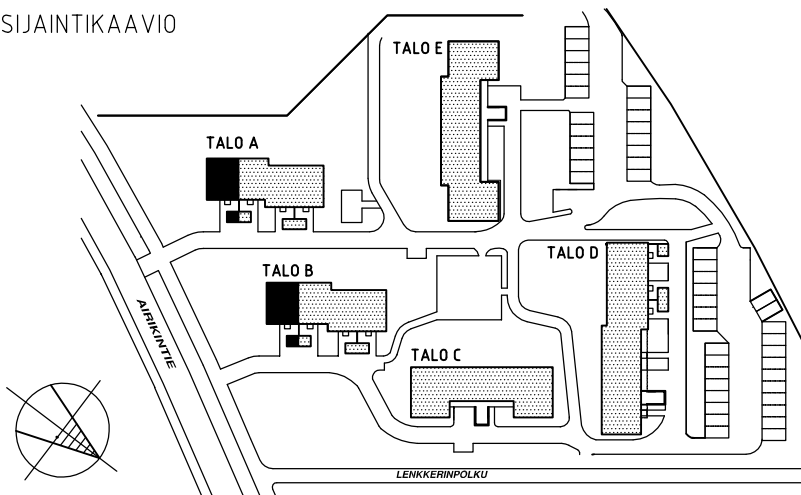 SIJAINTIKAAVIO
TALO E
TALO A
TALO D
TALO B
AIRIKINTIE
TALO C
LENKKERINPOLKU